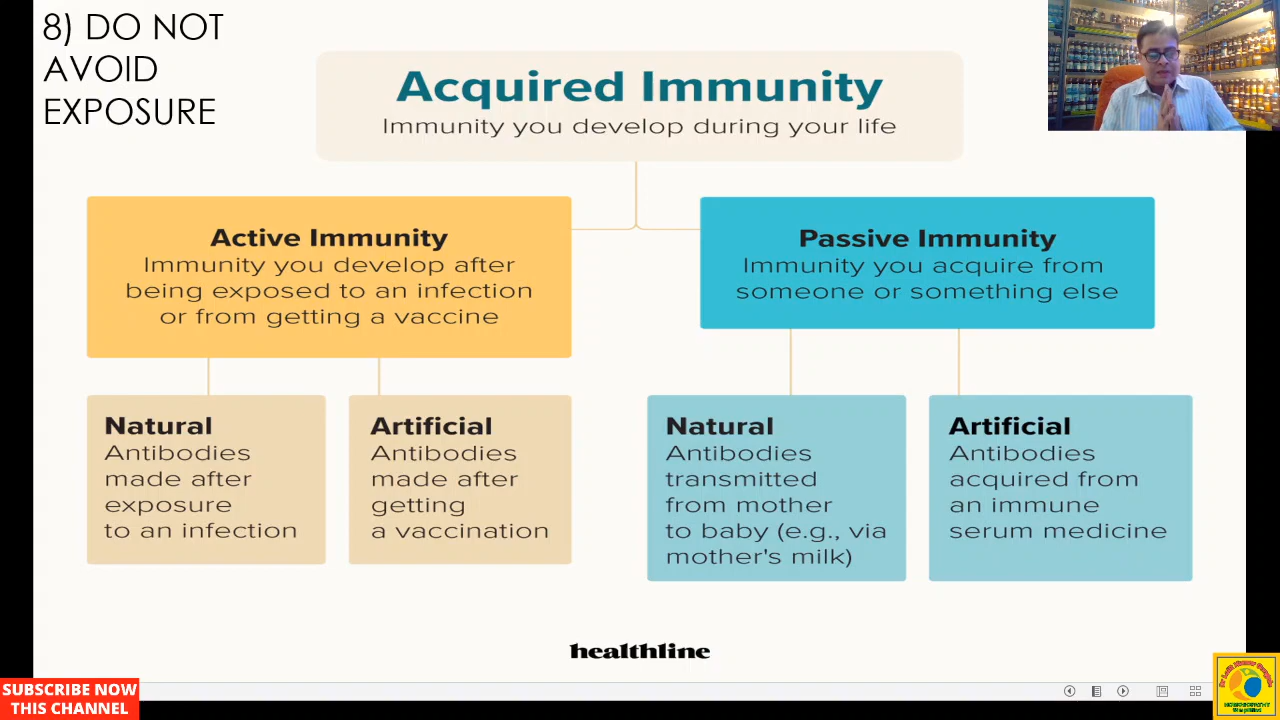 8) DO NOT
AVOID
EXPOSURE
Acquired Immunity
Immunity you develop during your life
Active Immunity
Immunity you develop after
being exposed to an infection
or from getting a vaccine
Passive Immunity
Immunity you acquire from
someone or something else
Natural
Antibodies
made after
exposure
to an infection
Artificial
Antibodies
made after
getting
a vaccination
Natural
Antibodies
transmitted
from mother
to baby (e.g., via
mother's milk)
Artificial
Antibodies
acquired from
an immune
serum medicine
healthline
SUBSCRIBE NOW
THIS CHANNEL